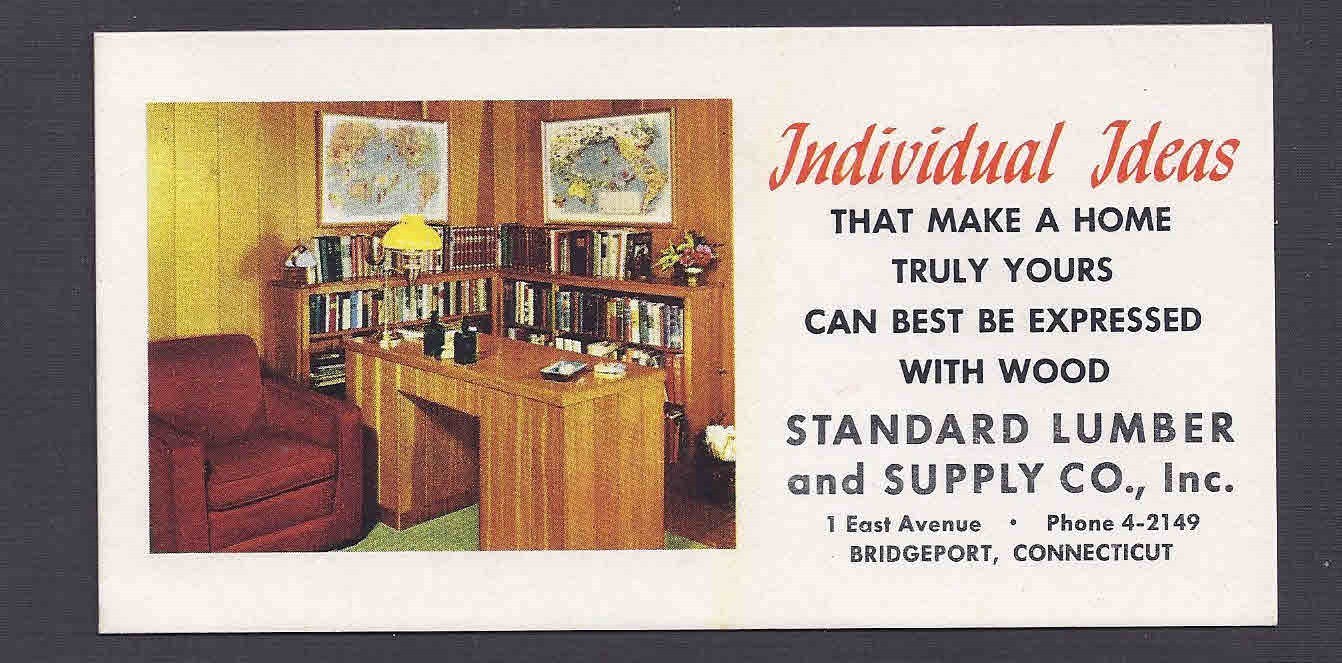 Individual Ideas
THAT MAKE A HOME
TRULY YOURS
CAN BEST BE EXPRESSED
WITH WOOD
STANDARD LUMBER
and SUPPLY CO., Inc.
1 East Avenue • Phone 4-2149
BRIDGEPORT, CONNECTICUT